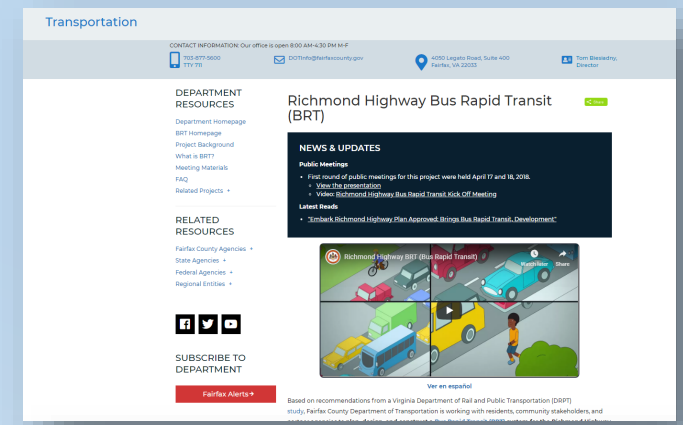 Transportation
CONTACT INFORMATION: Our office is open 8:00 AM-4:30 PM M-F
703-877-5600
TTY 711
DOTInfo@fairfaxcounty.gov
4050 Legato Road, Suite 400
Fairfax, VA 22033
Tom Biesiadny,
Director
DEPARTMENT
RESOURCES
Department Homepage
BRT Homepage
Project Background
What is BRT?
Meeting Materials
FAQ
Related Projects +
RELATED
RESOURCES
Fairfax County Agencies +
State Agencies +
Federal Agencies +
Regional Entities +
SUBSCRIBE TO
DEPARTMENT
Fairfax Alerts
Richmond Highway Bus Rapid Transit
(BRT)
Share
NEWS & UPDATES
Public Meetings
First round of public meetings for this project were held April 17 and 18, 2018.
View the presentation
Video: Richmond Highway Bus Rapid Transit Kick Off Meeting
Latest Reads
"Embark Richmond Highway Plan Approved; Brings Bus Rapid Transit, Development"
Richmond Highway BRT (Bus Rapid Transit)
Watch later
Share
Ver en español
Based on recommendations from a Virginia Department of Rail and Public Transportation (DRPT)
study, Fairfax County Department of Transportation is working with residents, community stakeholders, and